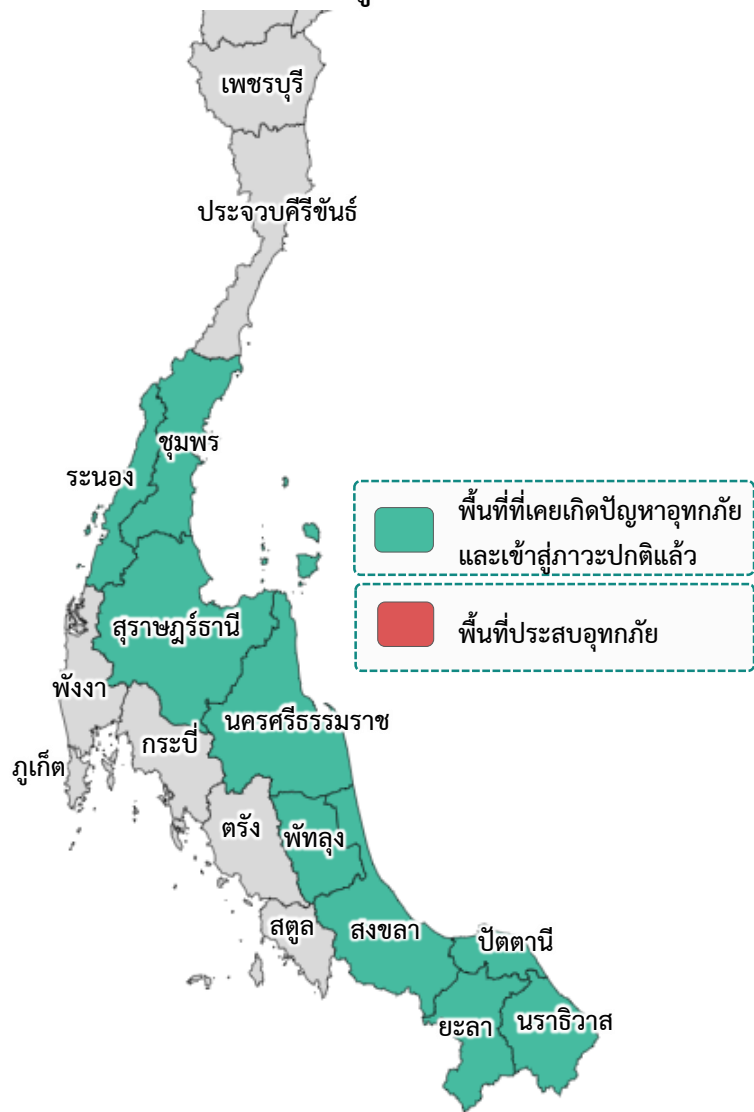 เพชรบุรี
ประจวบคีรีขันธ์
ชุมพร
ระนอง
พื้นที่ที่เคยเกิดปัญหาอุทกภัย
และเข้าสู่ภาวะปกติแล้ว
สุราษฎร์ธานี
พื้นที่ประสบอุทกภัย
พังงา
นครศรีธรรมราช
กระบี่
ภูเก็ต
ตรัง
พัทลุง
สตูล
สงขลา
ปัตตานี
ยะลา
นราธิวาส